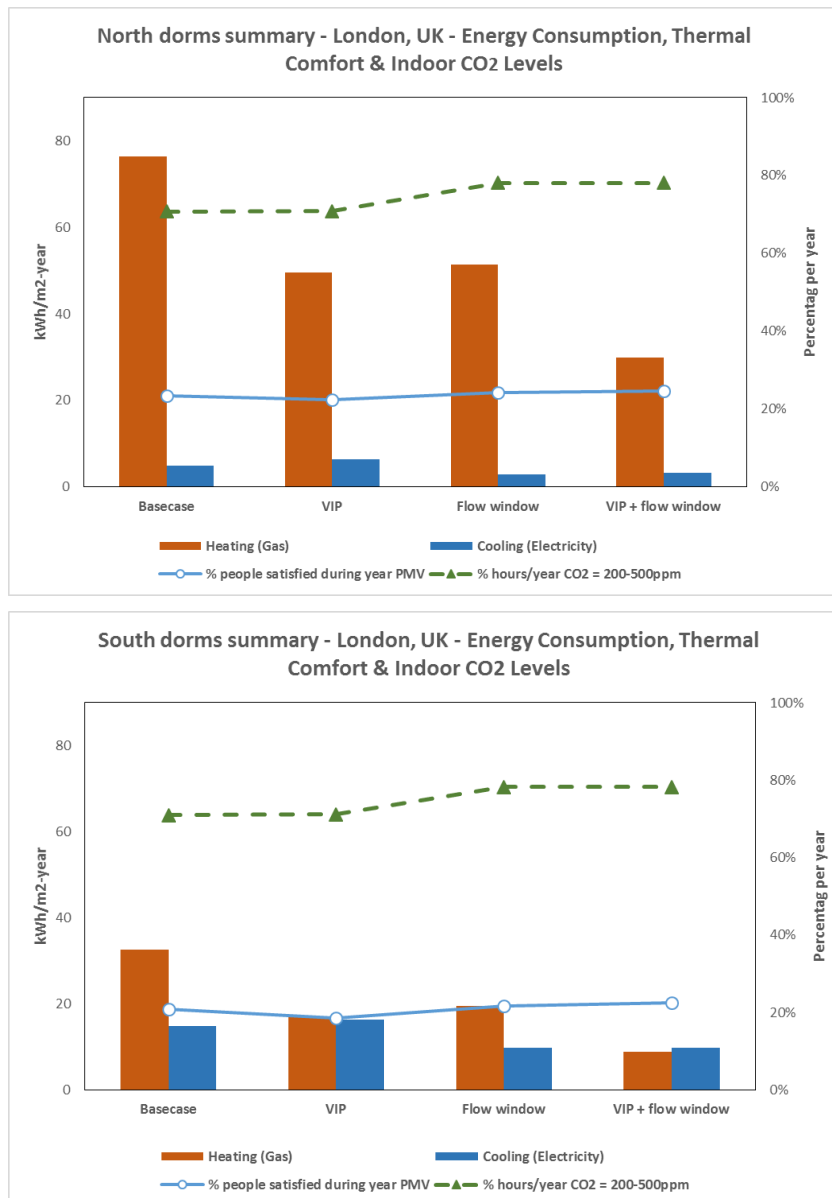 North dorms summary - London, UK - Energy Consumption, Thermal
Comfort & Indoor CO2 Levels
100%
80%
60%
40%
20%
0%
80
60
40
20
0
kWh/m2-year
Percentag per year
Basecase
VIP
Flow window
VIP + flow window
Heating (Gas)
Cooling (Electricity)
% people satisfied during year PMV
% hours/year CO2 = 200-500ppm
South dorms summary - London, UK - Energy Consumption, Thermal
Comfort & Indoor CO2 Levels
100%
80%
60%
40%
20%
0%
80
60
40
20
0
kWh/m2-year
Percentag per year
Basecase
VIP
Flow window
VIP + flow window
Heating (Gas)
Cooling (Electricity)
% people satisfied during year PMV
% hours/year CO2 = 200-500ppm